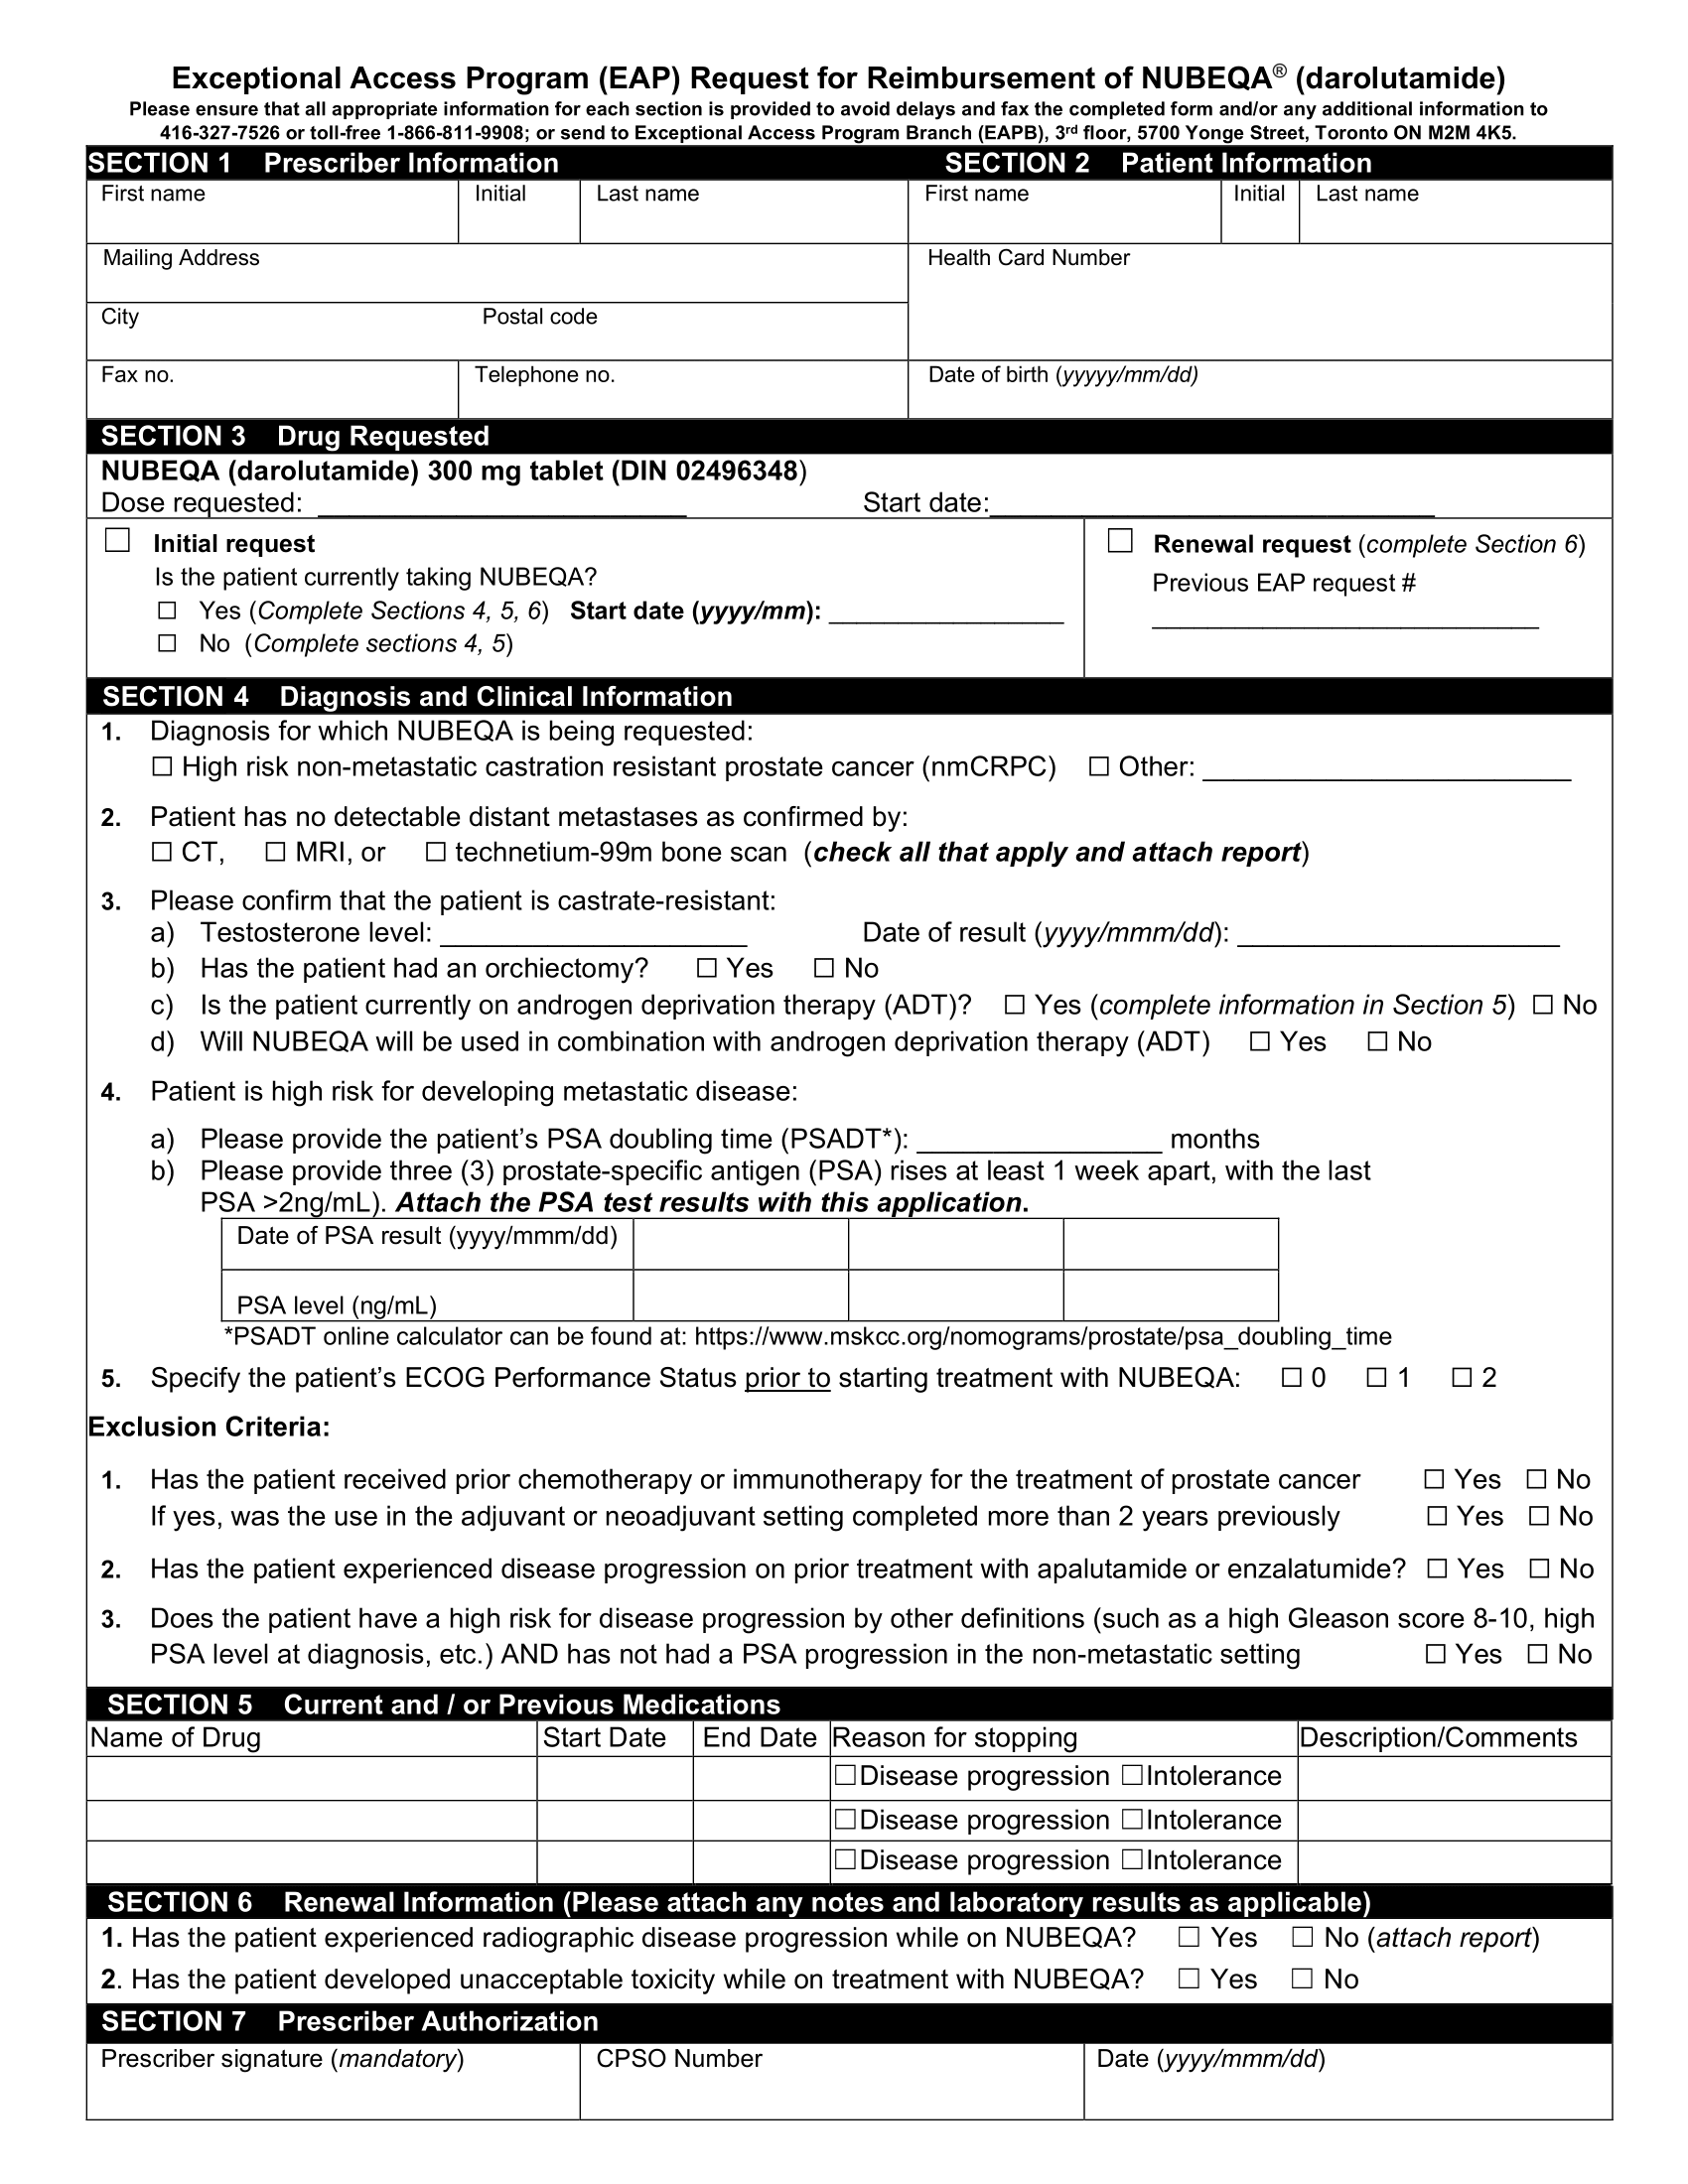 Exceptional Access Program (EAP) Request for Reimbursement of NUBEQA® (darolutamide)
Please ensure that all appropriate information for each section is provided to avoid delays and fax the completed form and/or any additional information to
416-327-7526 or toll-free 1-866-811-9908; or send to Exceptional Access Program Branch (EAPB), 3rd floor, 5700 Yonge Street, Toronto ON M2M 4K5.
SECTION 1 Prescriber Information SECTION 2 Patient Information
First name Initial Last name First name Initial Last name
Mailing Address Health Card Number
City Postal code
Fax no. Telephone no. Date of birth (yyyyy/mm/dd)
SECTION 3 Drug Requested
NUBEQA (darolutamide) 300 mg tablet (DIN 02496348)
Dose requested: ________________________ Start date:_____________________________
☐ Initial request ☐ Renewal request (complete Section 6)
Is the patient currently taking NUBEQA? Previous EAP request #
☐ Yes (Complete Sections 4, 5, 6) Start date (yyyy/mm): _________________ ____________________________
☐ No (Complete sections 4, 5)
SECTION 4 Diagnosis and Clinical Information
1. Diagnosis for which NUBEQA is being requested:
☐ High risk non-metastatic castration resistant prostate cancer (nmCRPC) ☐ Other: ________________________
2. Patient has no detectable distant metastases as confirmed by:
☐ CT, ☐ MRI, or ☐ technetium-99m bone scan (check all that apply and attach report)
3. Please confirm that the patient is castrate-resistant:
a) Testosterone level: ____________________ Date of result (yyyy/mmm/dd): _____________________
b) Has the patient had an orchiectomy? ☐ Yes ☐ No
c) Is the patient currently on androgen deprivation therapy (ADT)? ☐ Yes (complete information in Section 5) ☐ No
d) Will NUBEQA will be used in combination with androgen deprivation therapy (ADT) ☐ Yes ☐ No
4. Patient is high risk for developing metastatic disease:
a) Please provide the patient’s PSA doubling time (PSADT*): ________________ months
b) Please provide three (3) prostate-specific antigen (PSA) rises at least 1 week apart, with the last
PSA >2ng/mL). Attach the PSA test results with this application.
Date of PSA result (yyyy/mmm/dd)
PSA level (ng/mL)
*PSADT online calculator can be found at: https://www.mskcc.org/nomograms/prostate/psa_doubling_time
5. Specify the patient’s ECOG Performance Status prior to starting treatment with NUBEQA: ☐ 0 ☐ 1 ☐ 2
Exclusion Criteria:
1. Has the patient received prior chemotherapy or immunotherapy for the treatment of prostate cancer ☐ Yes ☐ No
If yes, was the use in the adjuvant or neoadjuvant setting completed more than 2 years previously ☐ Yes ☐ No
2. Has the patient experienced disease progression on prior treatment with apalutamide or enzalatumide? ☐ Yes ☐ No
3. Does the patient have a high risk for disease progression by other definitions (such as a high Gleason score 8-10, high
PSA level at diagnosis, etc.) AND has not had a PSA progression in the non-metastatic setting ☐ Yes ☐ No
SECTION 5 Current and / or Previous Medications
Name of Drug Start Date End Date Reason for stopping Description/Comments
☐Disease progression ☐Intolerance
☐Disease progression ☐Intolerance
☐Disease progression ☐Intolerance
SECTION 6 Renewal Information (Please attach any notes and laboratory results as applicable)
1. Has the patient experienced radiographic disease progression while on NUBEQA? ☐ Yes ☐ No (attach report)
2. Has the patient developed unacceptable toxicity while on treatment with NUBEQA? ☐ Yes ☐ No
SECTION 7 Prescriber Authorization
Prescriber signature (mandatory) CPSO Number Date (yyyy/mmm/dd)